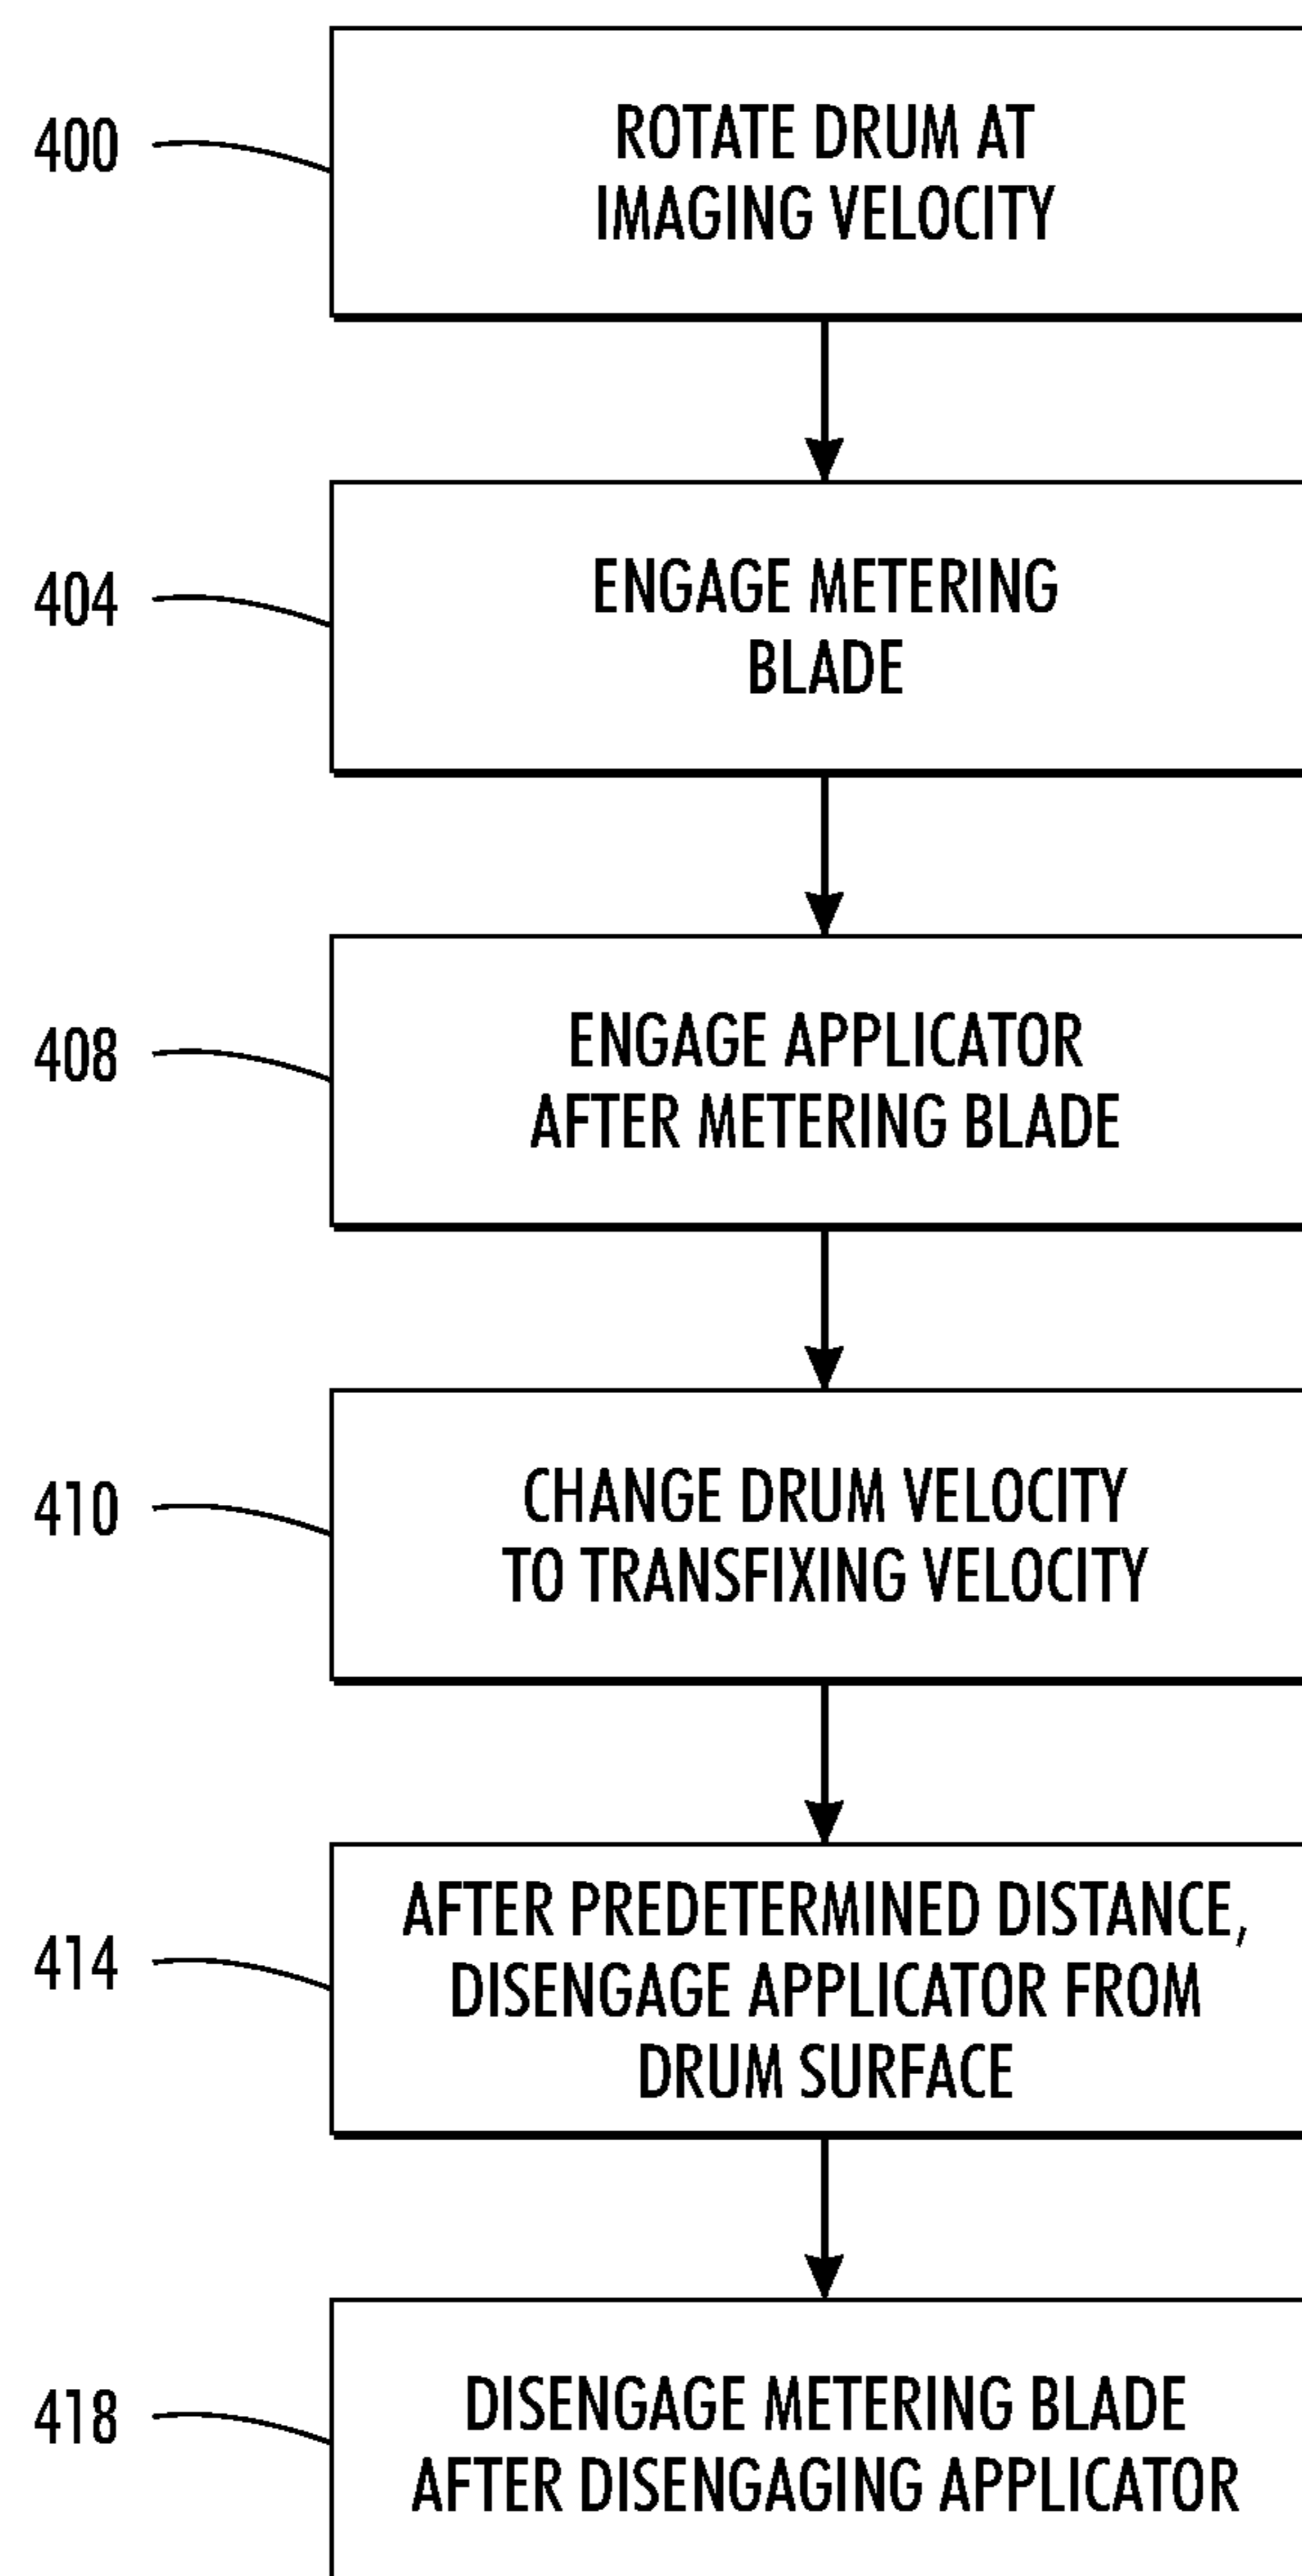 400
ROTATE DRUM AT
IMAGING VELOCITY
404
ENGAGE METERING
BLADE
408
ENGAGE APPLICATOR
AFTER METERING BLADE
410
CHANGE DRUM VELOCITY
TO TRANSFIXING VELOCITY
414
AFTER PREDETERMINED DISTANCE,
DISENGAGE APPLICATOR FROM
DRUM SURFACE
418
DISENGAGE METERING BLADE
AFTER DISENGAGING APPLICATOR